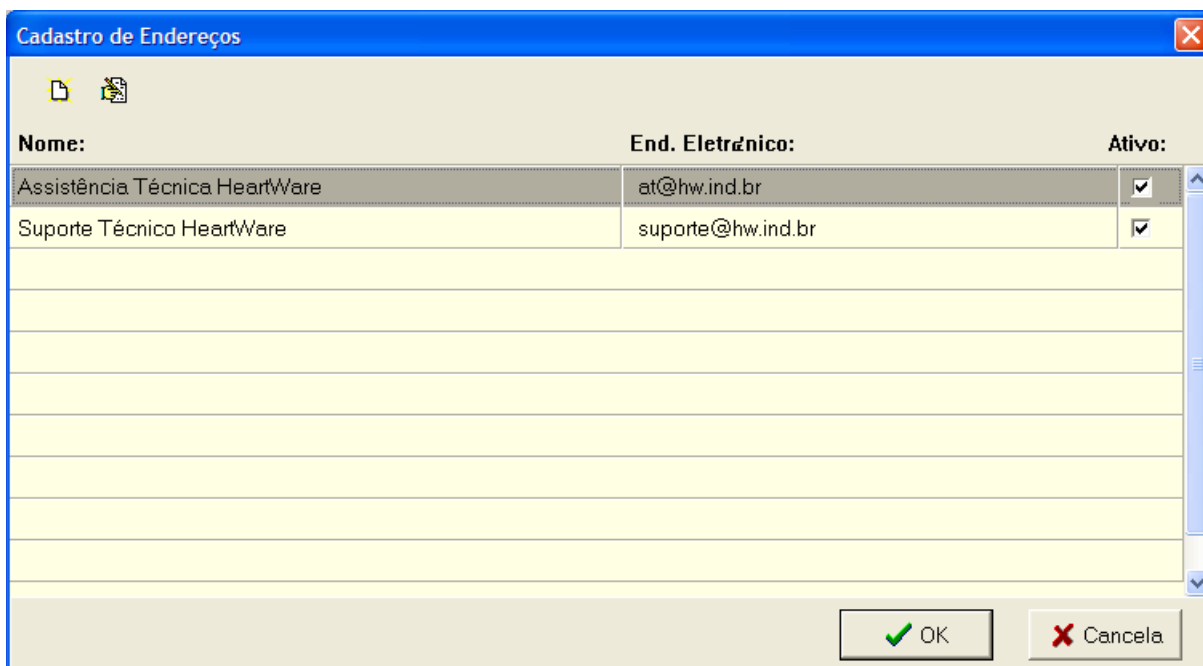 Cadastro de Endereços
Nome: End. Eletrônico: Ativo:
Assistência Técnica HeartWare at@hw.ind.br
Suporte Técnico HeartWare suporte@hw.ind.br
OK Cancela